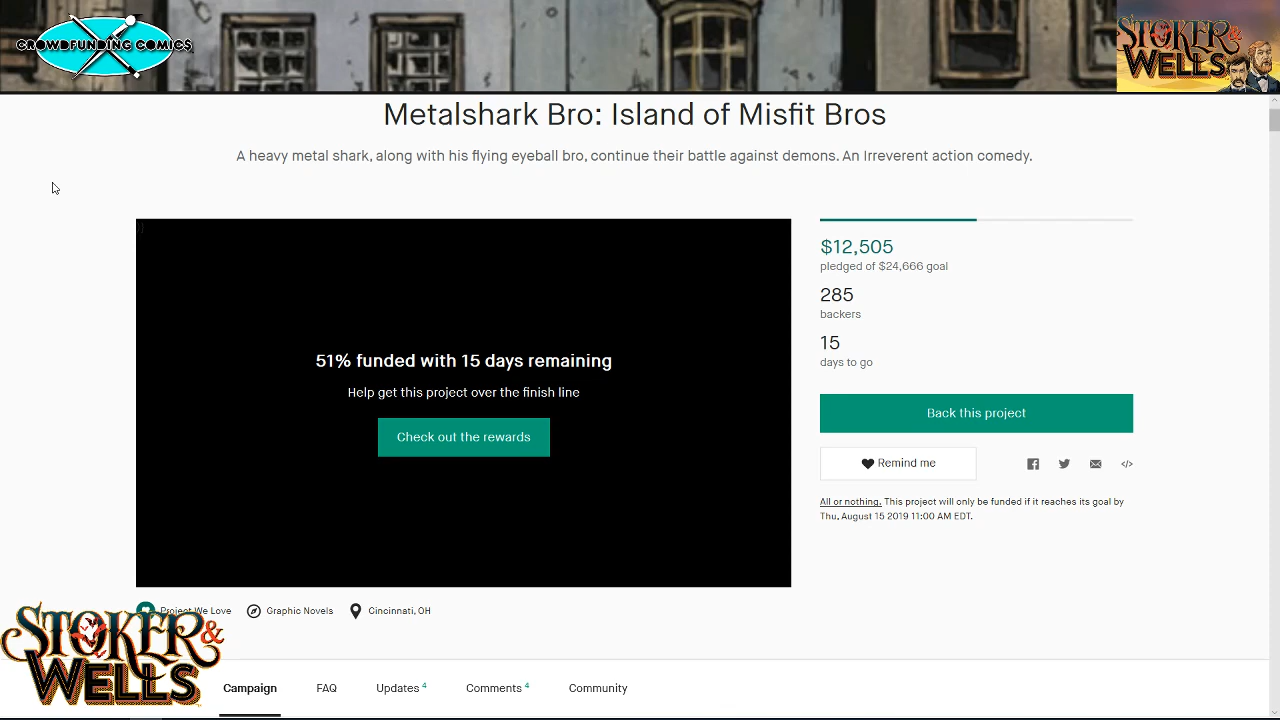 CROWDFUNDING COMICS
STOKER &
WELLS
Metalshark Bro: Island of Misfit Bros
A heavy metal shark, along with his flying eyeball bro, continue their battle against demons. An Irreverent action comedy.
51% funded with 15 days remaining
Help get this project over the finish line
Check out the rewards
$12,505
pledged of $24,666 goal
285
backers
15
days to go
Back this project
Remind me
All or nothing. This project will only be funded if it reaches its goal by
Thu, August 15 2019 11:00 AM EDT.
Project We Love
Graphic Novels
Cincinnati, OH
STOKER &
WELLS
Campaign
FAQ
Updates 4
Comments 4
Community